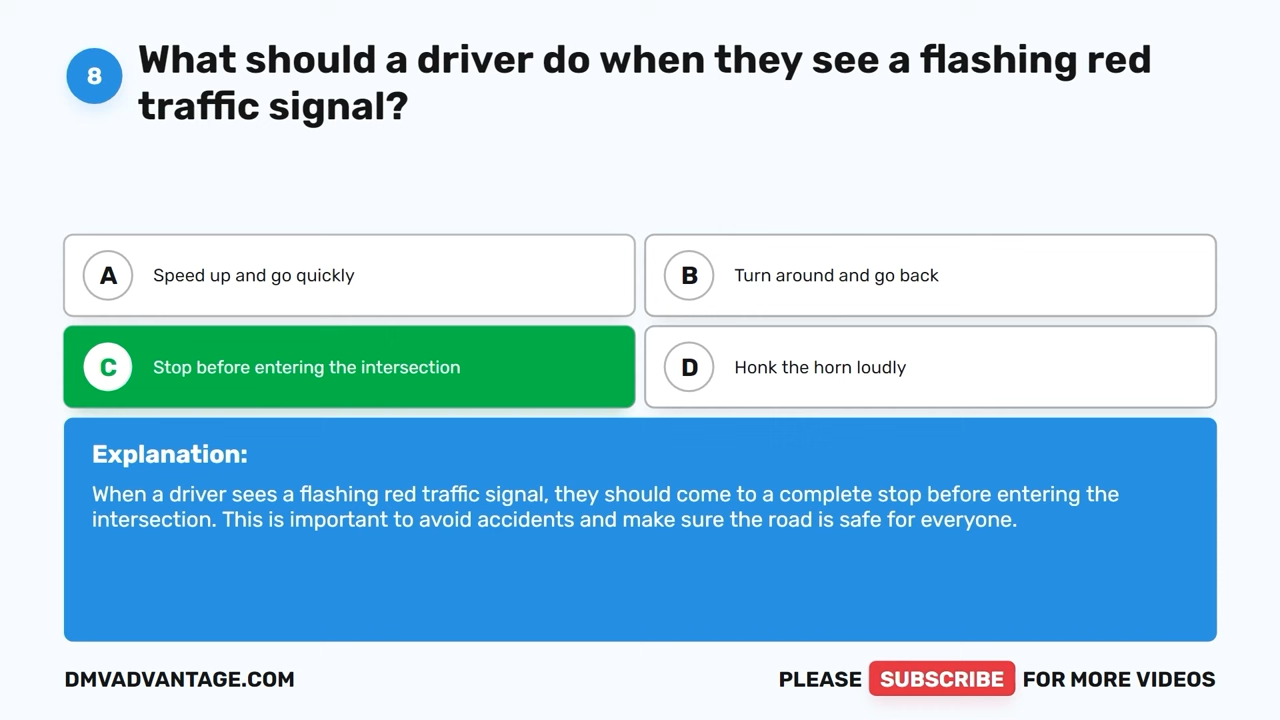 8
What should a driver do when they see a flashing red
traffic signal?
A Speed up and go quickly
B Turn around and go back
C Stop before entering the intersection
D Honk the horn loudly
Explanation:
When a driver sees a flashing red traffic signal, they should come to a complete stop before entering the
intersection. This is important to avoid accidents and make sure the road is safe for everyone.
DMVADVANTAGE.COM
PLEASE SUBSCRIBE FOR MORE VIDEOS